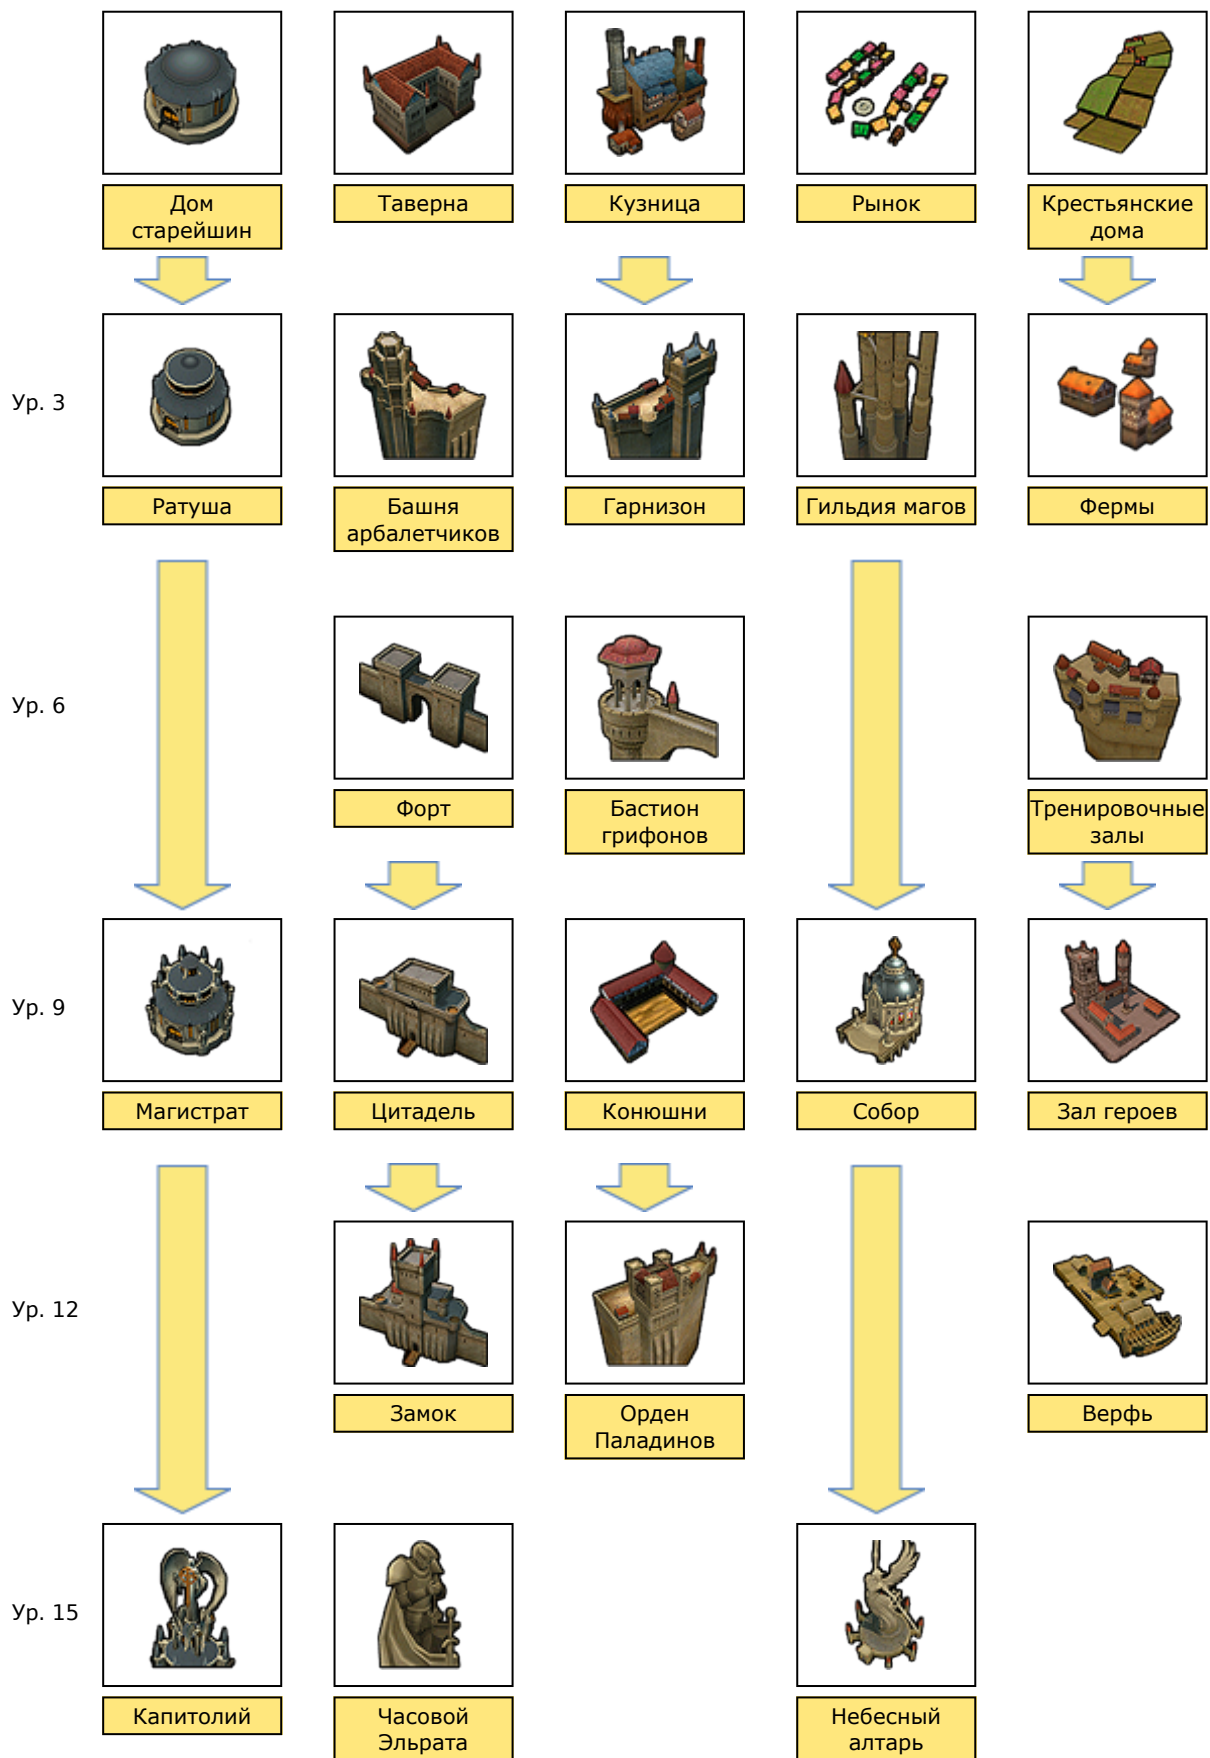 Дом
старейшин
Таверна
Кузница
Рынок
Крестьянские
дома
Ур. 3
Ратуша
Башня
арбалетчиков
Гарнизон
Гильдия магов
Фермы
Ур. 6
Форт
Бастион
грифонов
Тренировочные
залы
Ур. 9
Магистрат
Цитадель
Конюшни
Собор
Зал героев
Ур. 12
Замок
Орден
Паладинов
Верфь
Ур. 15
Капитолий
Часовой
Эльрата
Небесный
алтарь